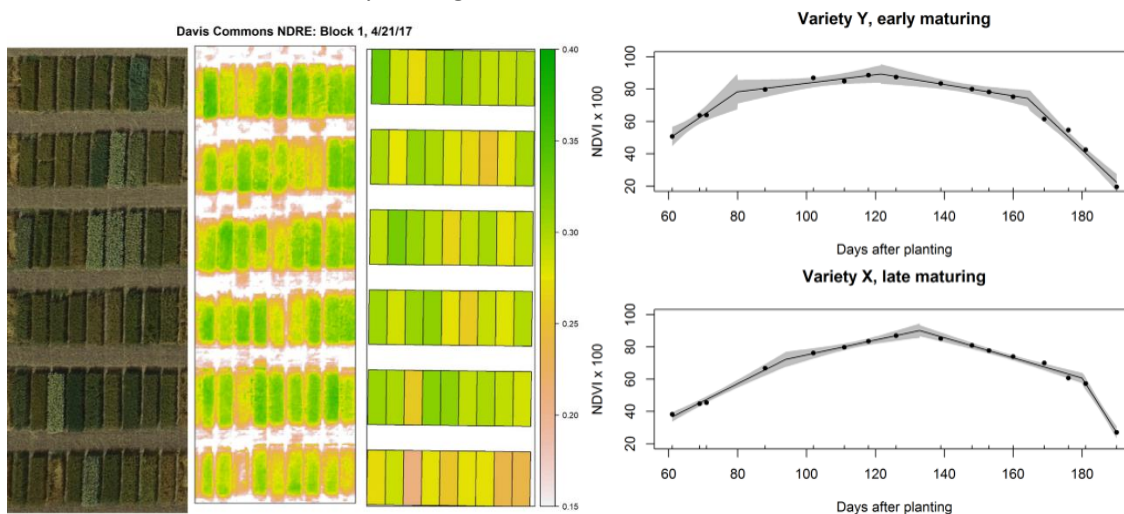 Davis Commons NDRE: Block 1, 4/21/17
0.40
0.35
0.30
0.25
0.20
0.15
Variety Y, early maturing
NDVI x 100
100
80
60
40
20
60 80 100 120 140 160 180
Days after planting
Variety X, late maturing
NDVI x 100
100
80
60
40
20
60 80 100 120 140 160 180
Days after planting